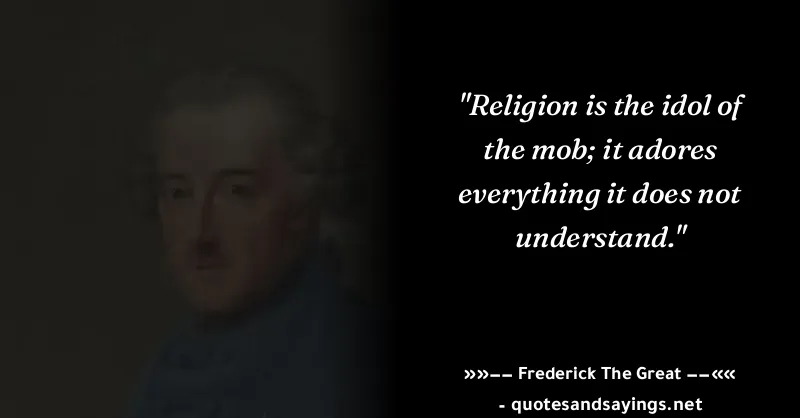 "Religion is the idol of
the mob; it adores
everything it does not
understand."
»»–– Frederick The Great ––««
- quotesandsayings.net